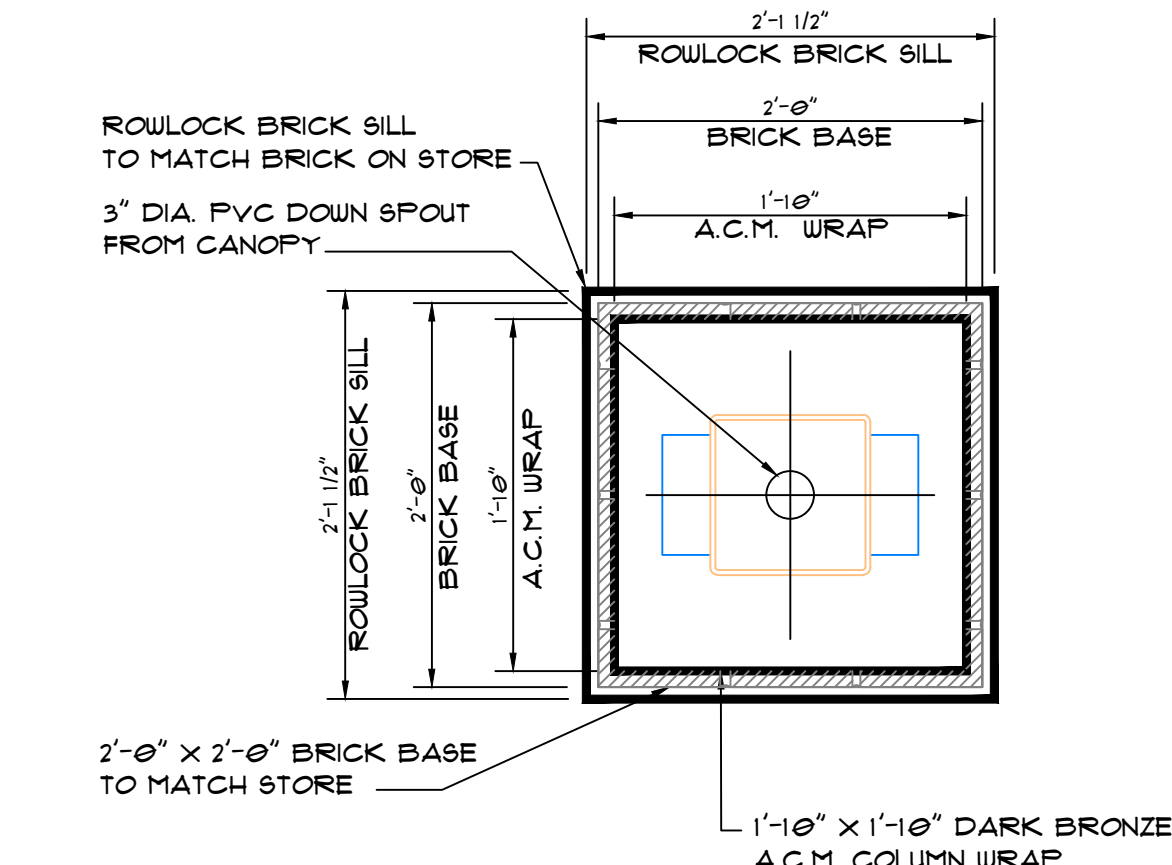 2'-1 1/2"
ROWLOCK BRICK SILL
2'-0"
BRICK BASE
1'-10"
A.C.M. WRAP
ROWLOCK BRICK SILL
TO MATCH BRICK ON STORE
3" DIA. PVC DOWN SPOUT
FROM CANOPY
2'-1 1/2"
ROWLOCK BRICK SILL
2'-0"
BRICK BASE
1'-10"
A.C.M. WRAP
2'-0" X 2'-0" BRICK BASE
TO MATCH STORE
1'-10" X 1'-10" DARK BRONZE
A.C.M. COLUMN WRAP